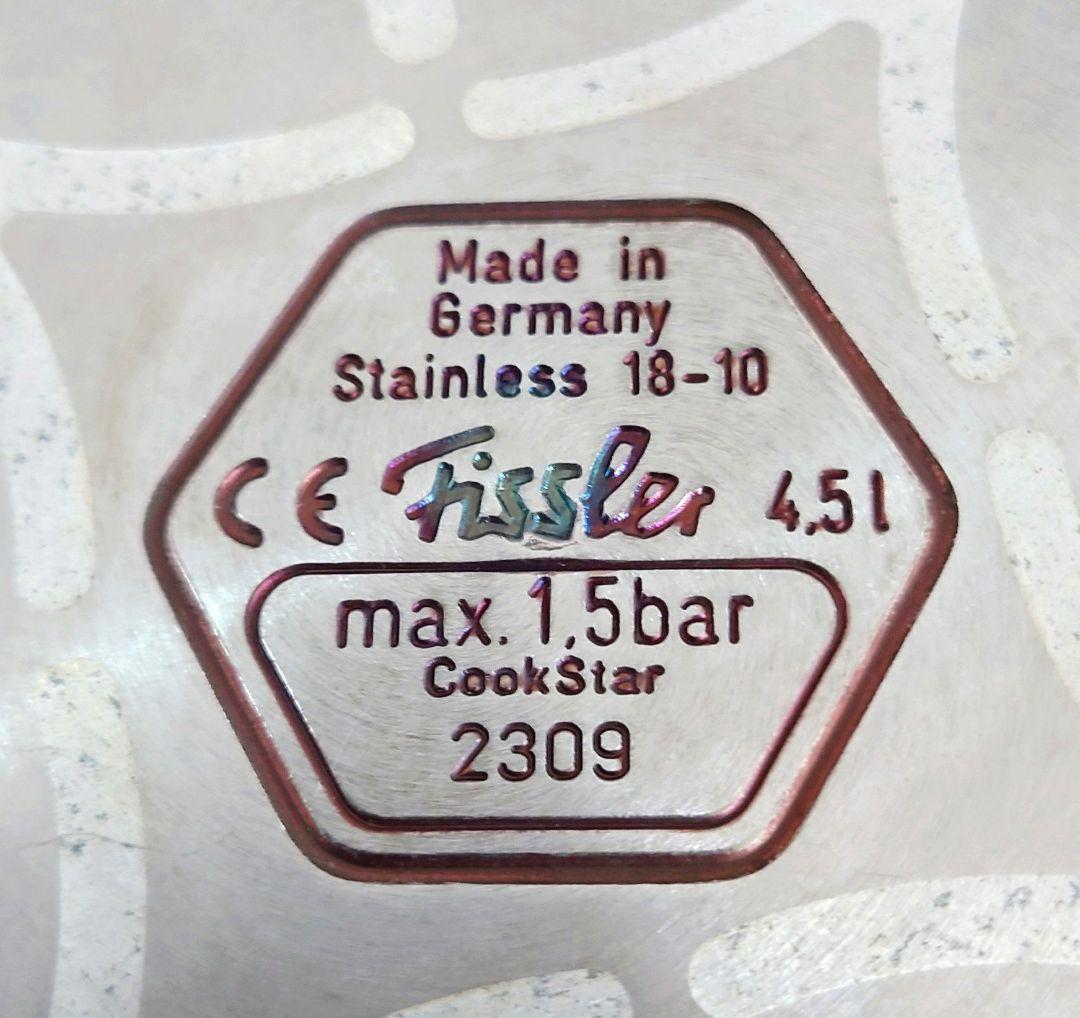 Made in
Germany
Stainless 18-10
CE Fissler 4,5l
max. 1,5bar
CookStar
2309